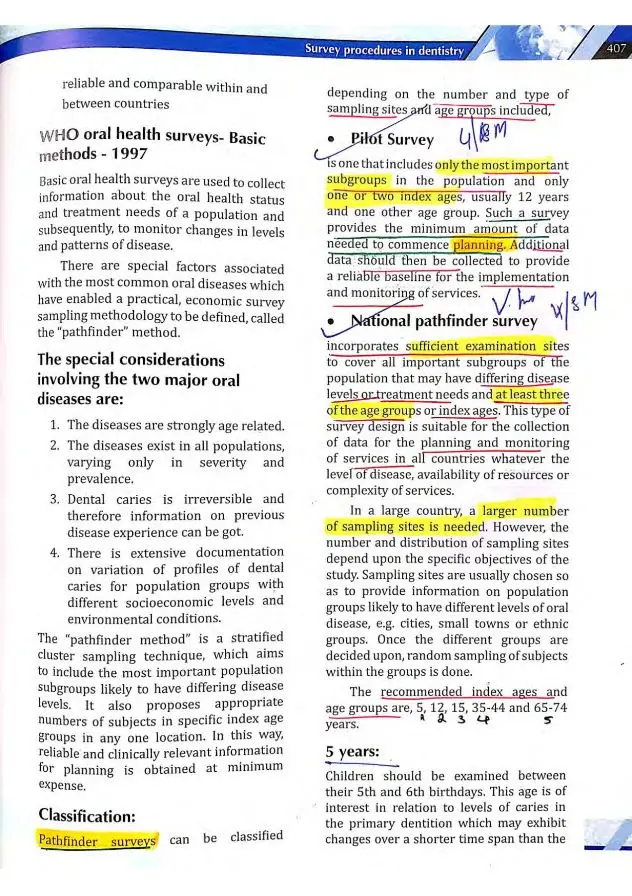 Survey procedures in dentistry
407
reliable and comparable within and
between countries
WHO oral health surveys- Basic
methods - 1997
Basic oral health surveys are used to collect
information about the oral health status
and treatment needs of a population and
subsequently, to monitor changes in levels
and patterns of disease.
There are special factors associated
with the most common oral diseases which
have enabled a practical, economic survey
sampling methodology to be defined, called
the "pathfinder" method.
The special considerations
involving the two major oral
diseases are:
1. The diseases are strongly age related.
2. The diseases exist in all populations,
varying only in severity and
prevalence.
3. Dental caries is irreversible and
therefore information on previous
disease experience can be got.
4. There is extensive documentation
on variation of profiles of dental
caries for population groups with
different socioeconomic levels and
environmental conditions.
The "pathfinder method" is a stratified
cluster sampling technique, which aims
to include the most important population
subgroups likely to have differing disease
levels. It also proposes appropriate
numbers of subjects in specific index age
groups in any one location. In this way,
reliable and clinically relevant information
for planning is obtained at minimum
expense.
Classification:
Pathfinder surveys can be classified
depending on the number and type of
sampling sites and age groups included,
• Pilot Survey
is one that includes only the most important
subgroups in the population and only
one or two index ages, usually 12 years
and one other age group. Such a survey
provides the minimum amount of data
needed to commence planning. Additional
data should then be collected to provide
a reliable baseline for the implementation
and monitoring of services.
• National pathfinder survey
incorporates sufficient examination sites
to cover all important subgroups of the
population that may have differing disease
levels or treatment needs and at least three
of the age groups or index ages. This type of
survey design is suitable for the collection
of data for the planning and monitoring
of services in all countries whatever the
level of disease, availability of resources or
complexity of services.
In a large country, a larger number
of sampling sites is needed. However, the
number and distribution of sampling sites
depend upon the specific objectives of the
study. Sampling sites are usually chosen so
as to provide information on population
groups likely to have different levels of oral
disease, e.g. cities, small towns or ethnic
groups. Once the different groups are
decided upon, random sampling of subjects
within the groups is done.
The recommended index ages and
age groups are, 5, 12, 15, 35-44 and 65-74
1 2 3 4 5
years.
5 years:
Children should be examined between
their 5th and 6th birthdays. This age is of
interest in relation to levels of caries in
the primary dentition which may exhibit
changes over a shorter time span than the